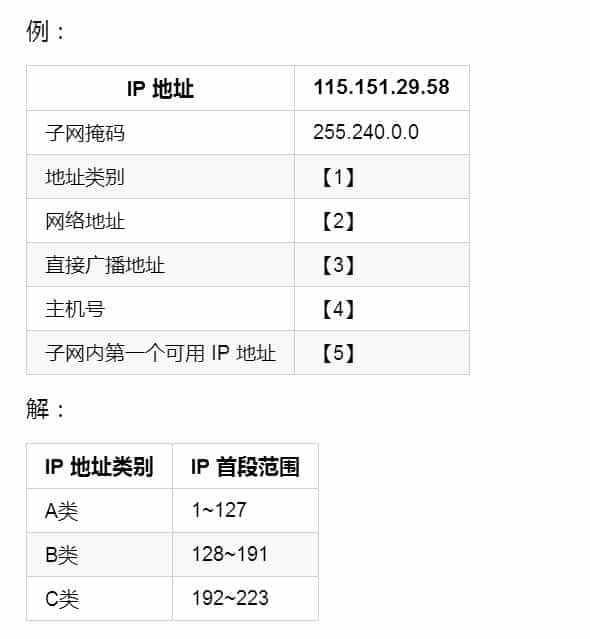 例：
IP 地址 115.151.29.58
子网掩码 255.240.0.0
地址类别 【1】
网络地址 【2】
直接广播地址 【3】
主机号 【4】
子网内第一个可用 IP 地址 【5】
解：
IP 地址类别 IP 首段范围
A类 1~127
B类 128~191
C类 192~223